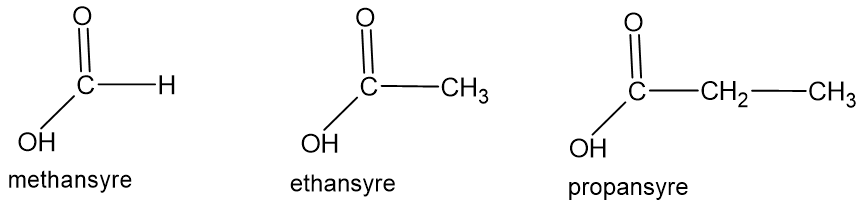 O
C H
OH
methansyre
O
C CH₃
OH
ethansyre
O
C CH₂ CH₃
OH
propansyre